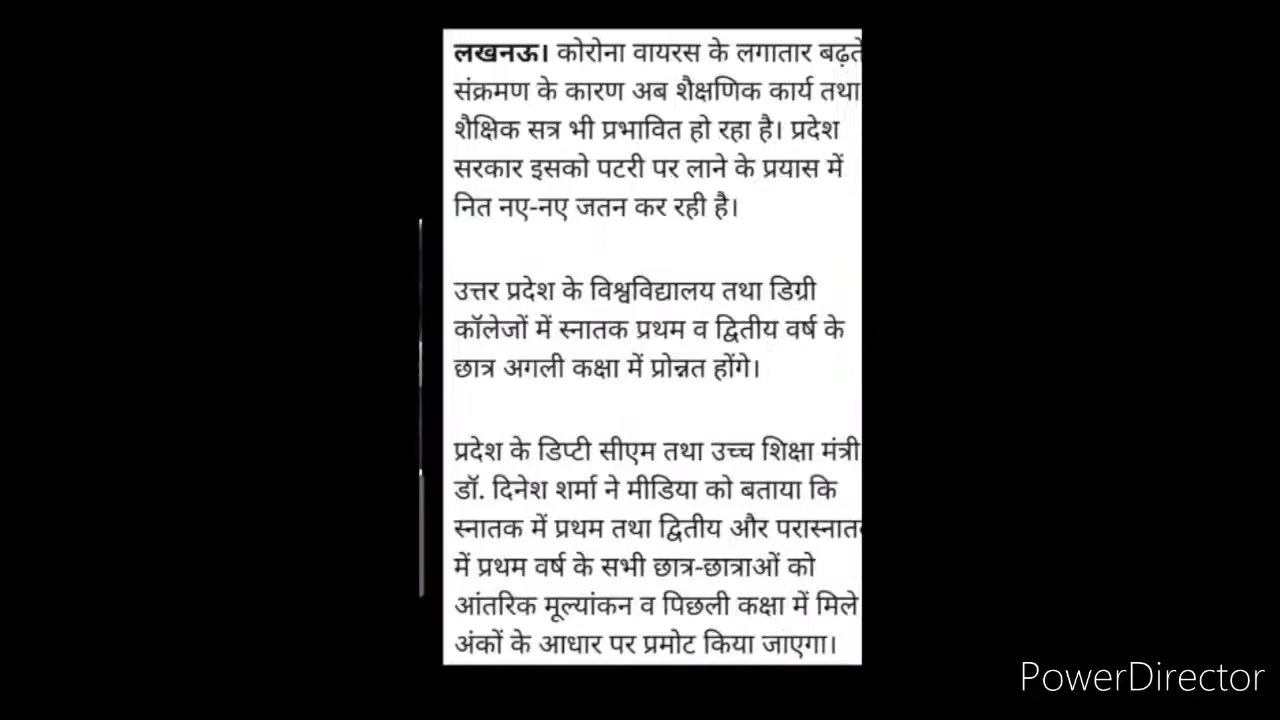 लखनऊ। कोरोना वायरस के लगातार बढ़ते
संक्रमण के कारण अब शैक्षणिक कार्य तथा
शैक्षिक सत्र भी प्रभावित हो रहा है। प्रदेश
सरकार इसको पटरी पर लाने के प्रयास में
नित नए-नए जतन कर रही है।
उत्तर प्रदेश के विश्वविद्यालय तथा डिग्री
कॉलेजों में स्नातक प्रथम व द्वितीय वर्ष के
छात्र अगली कक्षा में प्रोन्नत होंगे।
प्रदेश के डिप्टी सीएम तथा उच्च शिक्षा मंत्री
डॉ. दिनेश शर्मा ने मीडिया को बताया कि
स्नातक में प्रथम तथा द्वितीय और परास्नात
में प्रथम वर्ष के सभी छात्र-छात्राओं को
आंतरिक मूल्यांकन व पिछली कक्षा में मिले
अंकों के आधार पर प्रमोट किया जाएगा।
PowerDirector